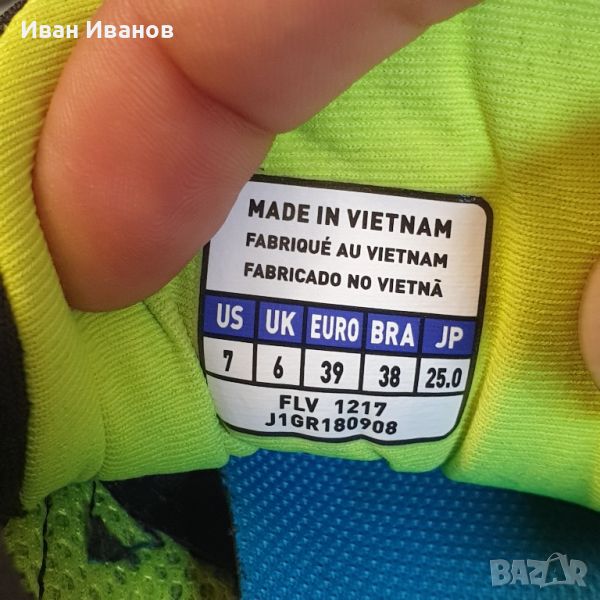 Иван Иванов
MADE IN VIETNAM
FABRIQUÉ AU VIETNAM
FABRICADO NO VIETNÃ
US UK EURO BRA JP
7 6 39 38 25.0
FLV 1217
J1GR180908
BAZAR